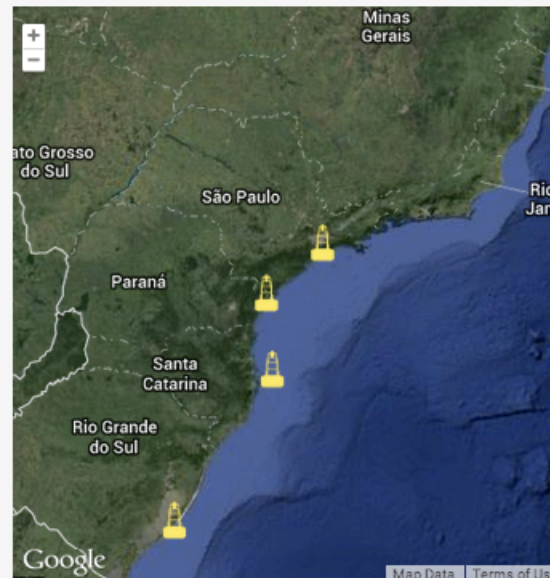 Minas
Gerais
+
−
ato Grosso
do Sul
São Paulo
Rio
Jan
Paraná
Santa
Catarina
Rio Grande
do Sul
Google
Map Data
Terms of Us